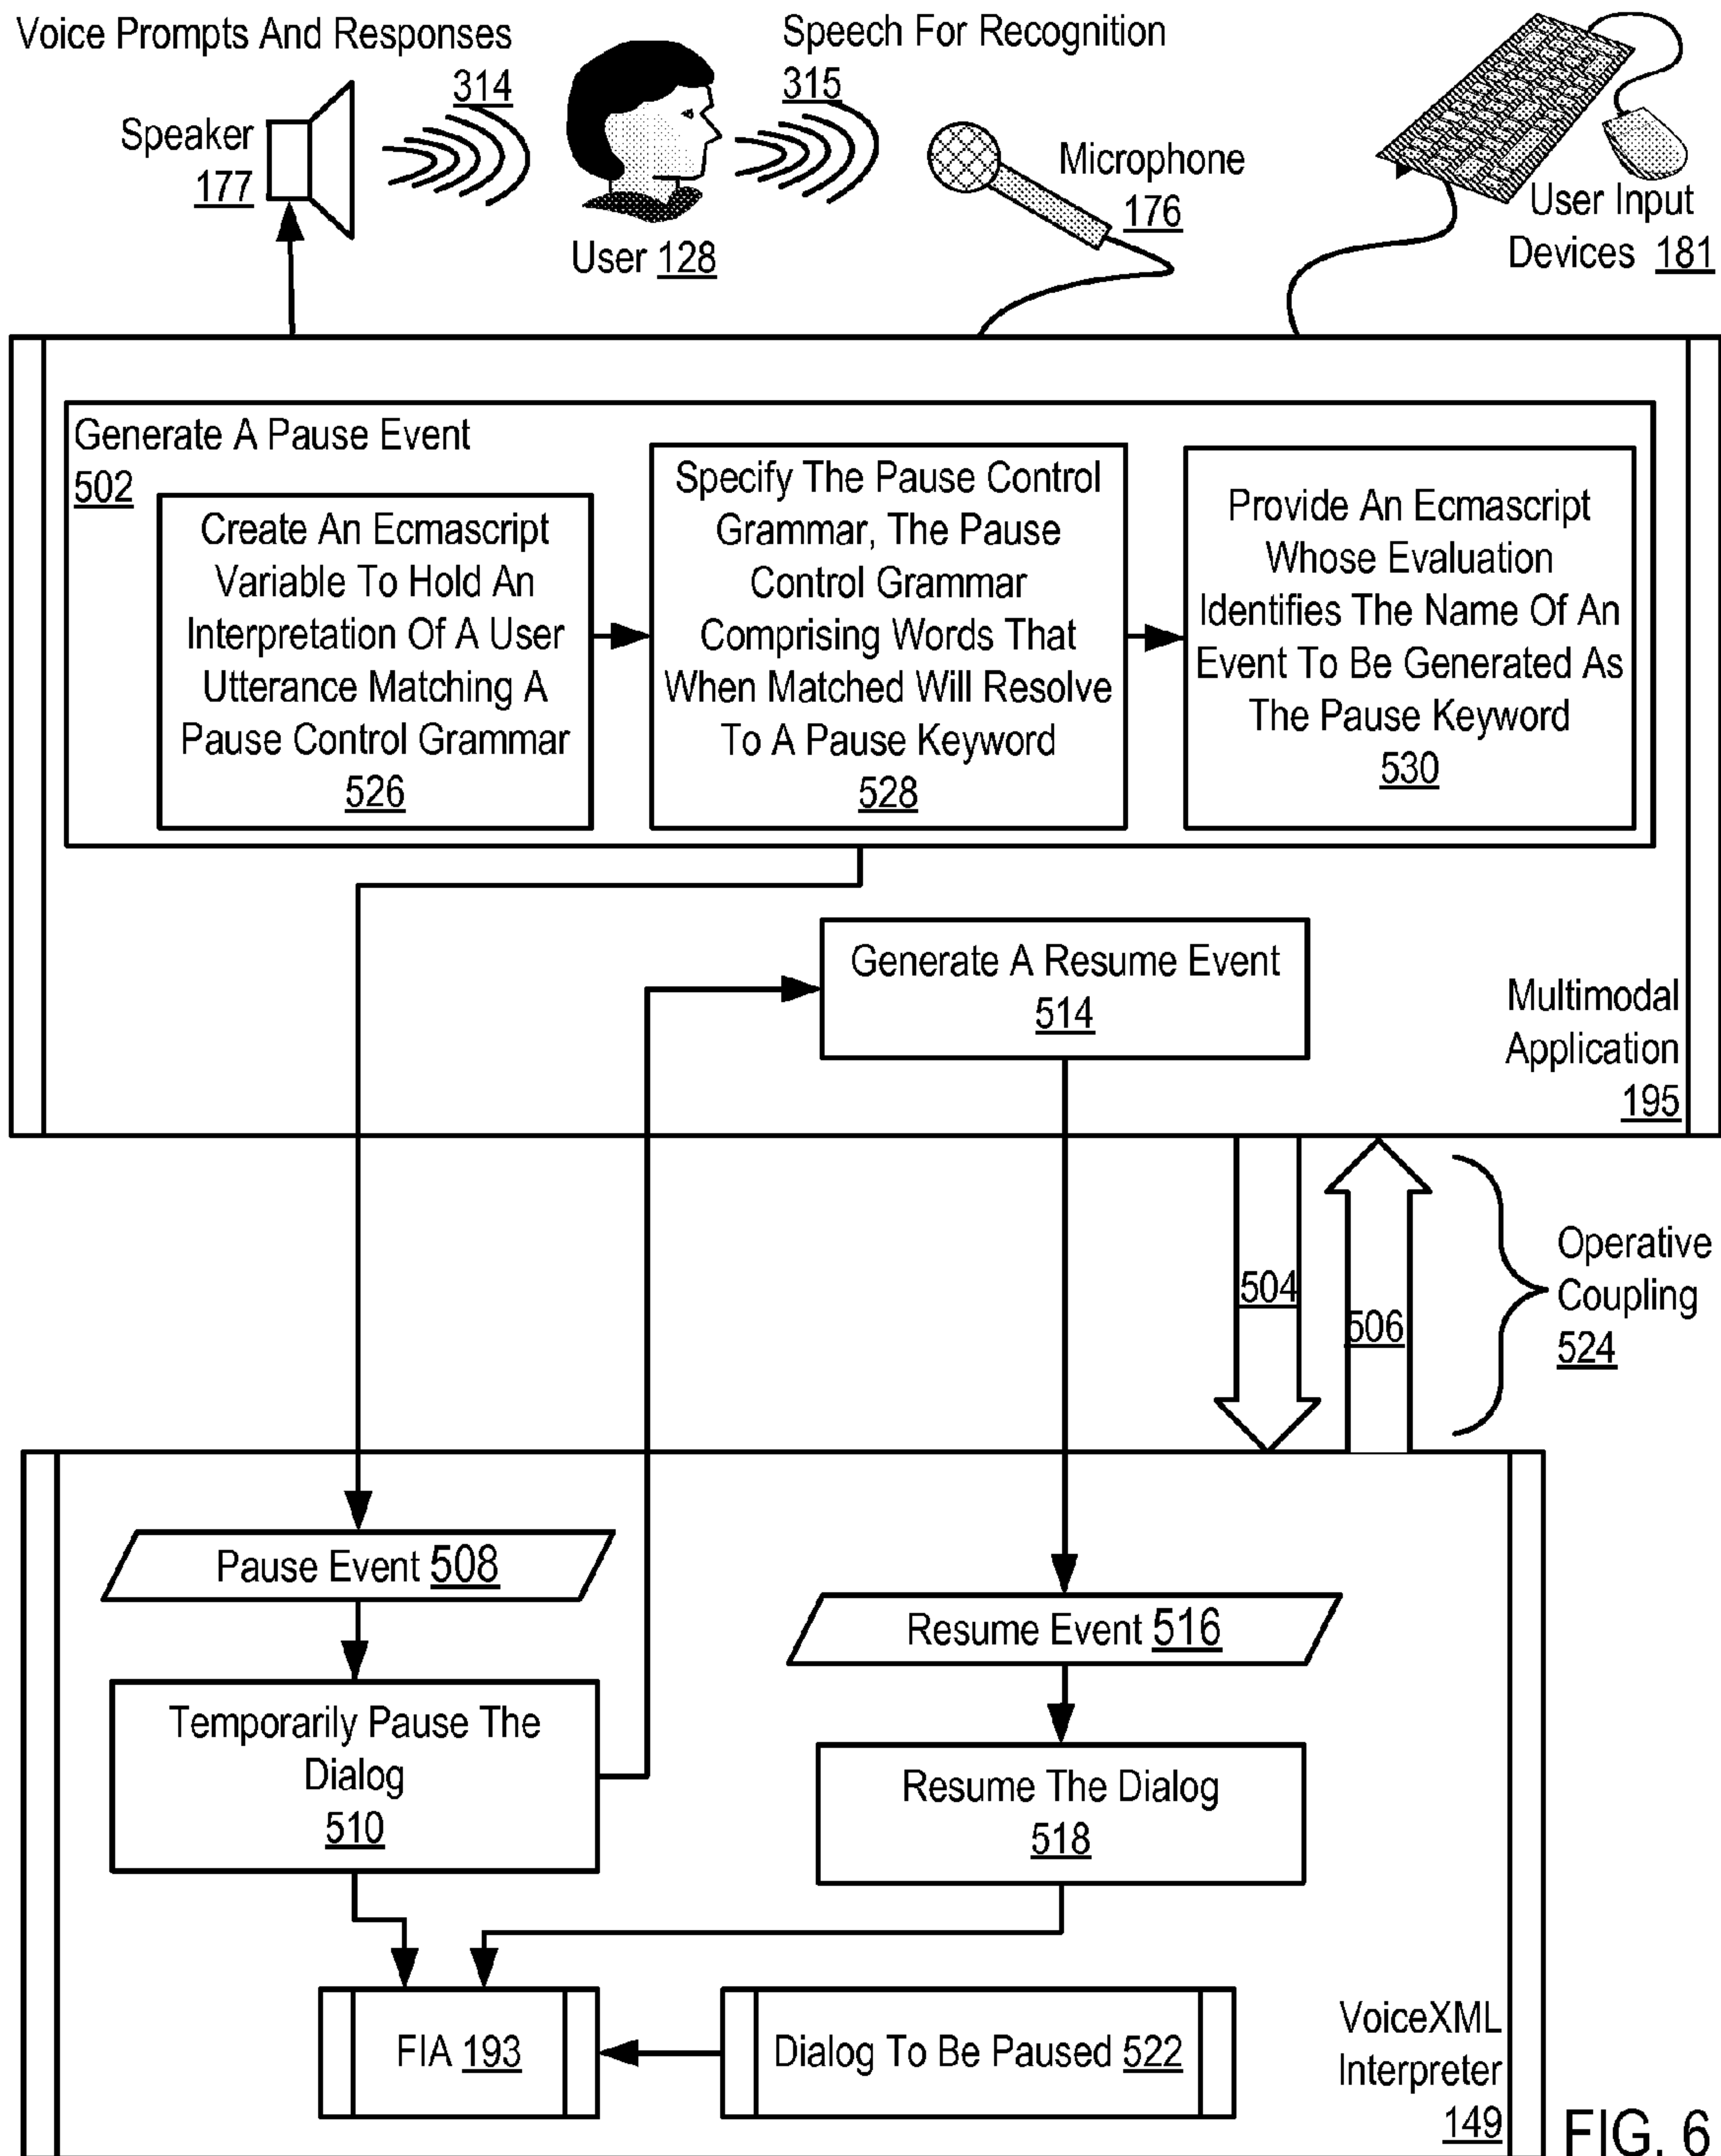 Voice Prompts And Responses
314
Speech For Recognition
315
Speaker
177
User 128
Microphone
176
User Input
Devices 181
Generate A Pause Event
502
Create An Ecmascript
Variable To Hold An
Interpretation Of A User
Utterance Matching A
Pause Control Grammar
526
Specify The Pause Control
Grammar, The Pause
Control Grammar
Comprising Words That
When Matched Will Resolve
To A Pause Keyword
528
Provide An Ecmascript
Whose Evaluation
Identifies The Name Of An
Event To Be Generated As
The Pause Keyword
530
Generate A Resume Event
514
Multimodal
Application
195
504
506
Operative
Coupling
524
Pause Event 508
Resume Event 516
Temporarily Pause The
Dialog
510
Resume The Dialog
518
FIA 193
Dialog To Be Paused 522
VoiceXML
Interpreter
149
FIG. 6